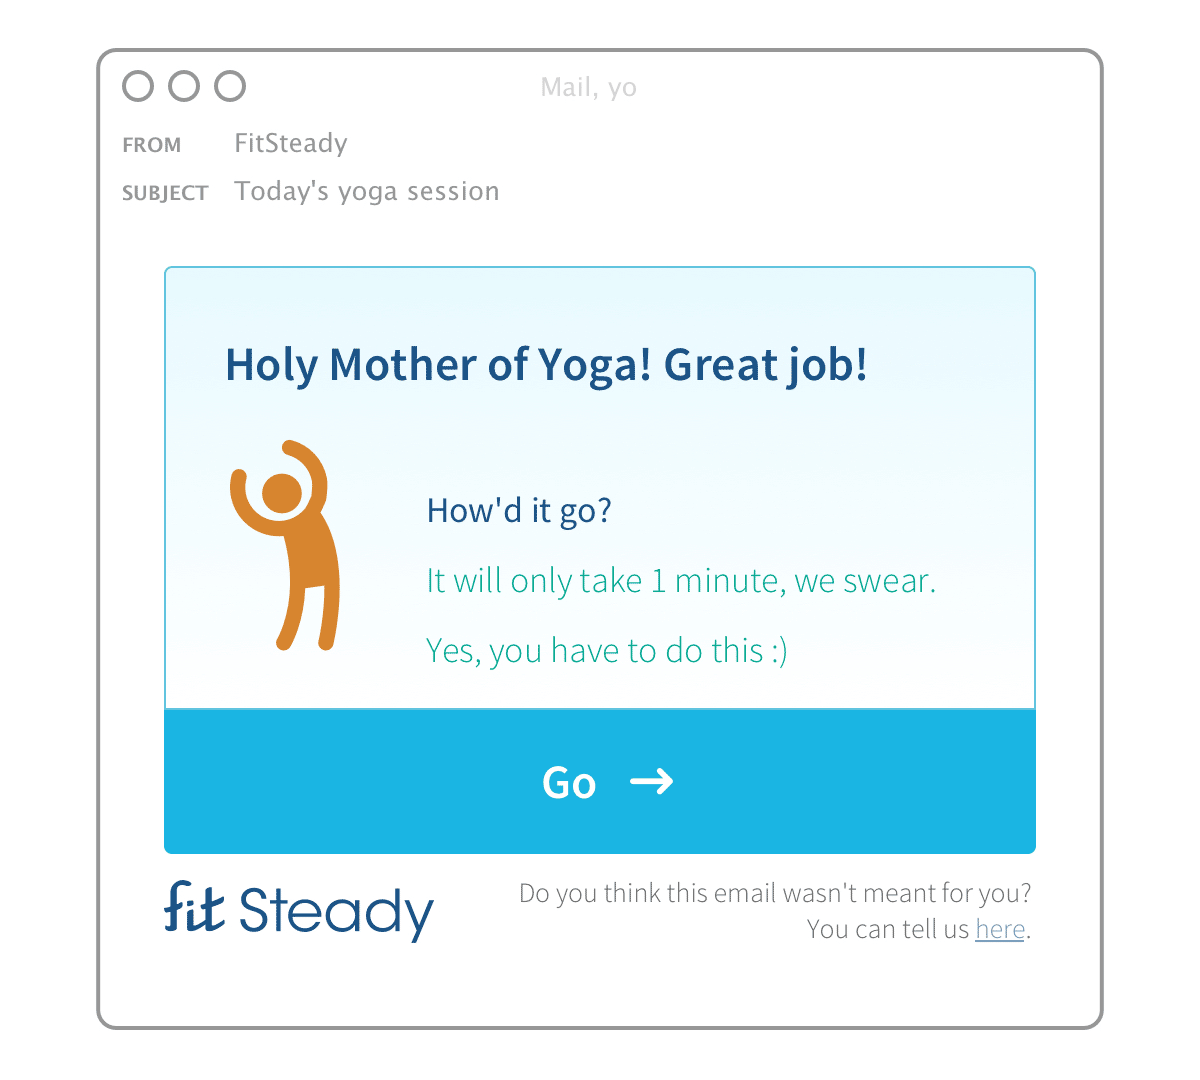 Mail, yo
FROM FitSteady
SUBJECT Today's yoga session
Holy Mother of Yoga! Great job!
How'd it go?
It will only take 1 minute, we swear.
Yes, you have to do this :)
Go →
fit Steady
Do you think this email wasn't meant for you?
You can tell us here.